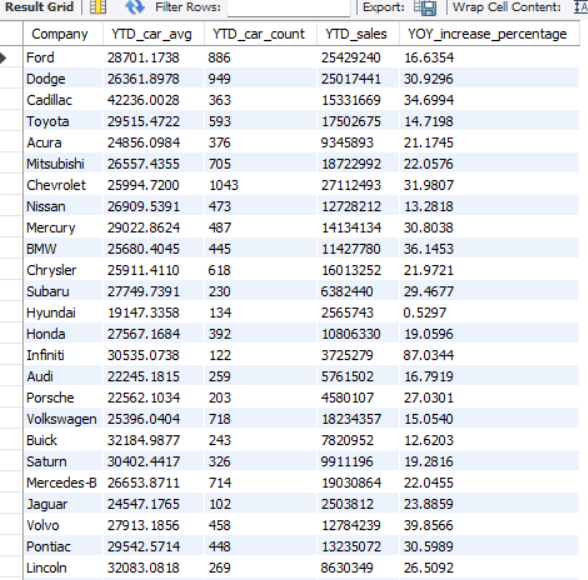 Result Grid Filter Rows: Export: Wrap Cell Content:
Company YTD_car_avg YTD_car_count YTD_sales YOY_increase_percentage
Ford 28701.1738 886 25429240 16.6354
Dodge 26361.8978 949 25017441 30.9296
Cadillac 42236.0028 363 15331669 34.6994
Toyota 29515.4722 593 17502675 14.7198
Acura 24856.0984 376 9345893 21.1745
Mitsubishi 26557.4355 705 18722992 22.0576
Chevrolet 25994.7200 1043 27112493 31.9807
Nissan 26909.5391 473 12728212 13.2818
Mercury 29022.8624 487 14134134 30.8038
BMW 25680.4045 445 11427780 36.1453
Chrysler 25911.4110 618 16013252 21.9721
Subaru 27749.7391 230 6382440 29.4677
Hyundai 19147.3358 134 2565743 0.5297
Honda 27567.1684 392 10806330 19.0596
Infiniti 30535.0738 122 3725279 87.0344
Audi 22245.1815 259 5761502 16.7919
Porsche 22562.1034 203 4580107 27.0301
Volkswagen 25396.0404 718 18234357 15.0540
Buick 32184.9877 243 7820952 12.6203
Saturn 30402.4417 326 9911196 19.2816
Mercedes-B 26653.8711 714 19030864 22.0455
Jaguar 24547.1765 102 2503812 23.8859
Volvo 27913.1856 458 12784239 39.8566
Pontiac 29542.5714 448 13235072 30.5989
Lincoln 32083.0818 269 8630349 26.5092